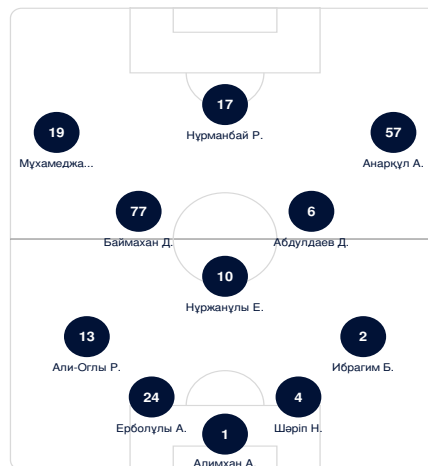 17
Нұрманбай Р.
19
Мұхамеджа...
57
Анарқұл А.
77
Баймахан Д.
6
Абдулдаев Д.
10
Нұржанұлы Е.
13
Али-Оглы Р.
2
Ибрагим Б.
24
Ерболұлы А.
4
Шәріп Н.
1
Алимхан А.